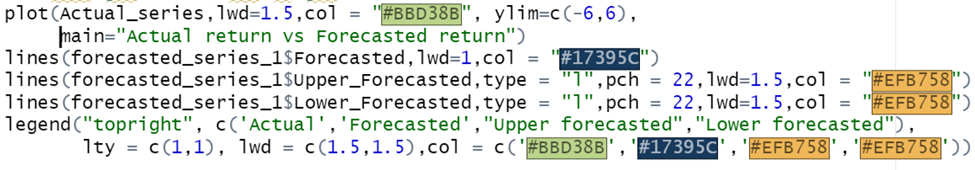 plot(Actual_series,lwd=1.5,col = "#BBD38B", ylim=c(-6,6),
main="Actual return vs Forecasted return")
lines(forecasted_series_1$Forecasted,lwd=1,col = "#17395C")
lines(forecasted_series_1$Upper_Forecasted,type = "l",pch = 22,lwd=1.5,col = "#EFB758")
lines(forecasted_series_1$Lower_Forecasted,type = "l",pch = 22,lwd=1.5,col = "#EFB758")
legend("topright", c('Actual','Forecasted',"Upper forecasted","Lower forecasted"),
lty = c(1,1), lwd = c(1.5,1.5),col = c('#BBD38B','#17395C','#EFB758','#EFB758'))